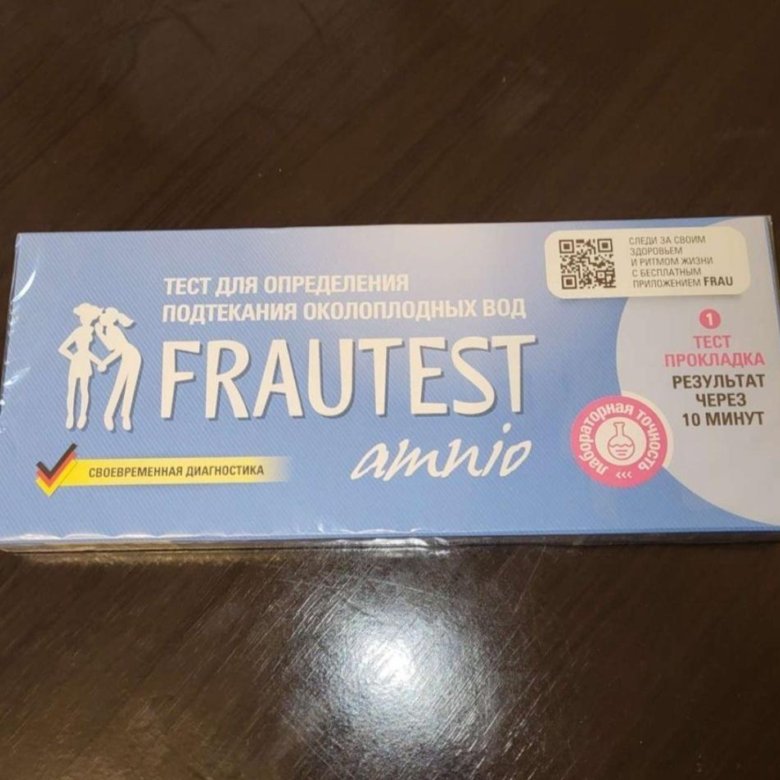 СЛЕДИ ЗА СВОИМ
ЗДОРОВЬЕМ
И РИТМОМ ЖИЗНИ
С БЕСПЛАТНЫМ
ПРИЛОЖЕНИЕМ FRAU
ТЕСТ ДЛЯ ОПРЕДЕЛЕНИЯ
ПОДТЕКАНИЯ ОКОЛОПЛОДНЫХ ВОД
FRAUTEST
amnio
СВОЕВРЕМЕННАЯ ДИАГНОСТИКА
1
ТЕСТ
ПРОКЛАДКА
РЕЗУЛЬТАТ
ЧЕРЕЗ
10 МИНУТ
лабораторная точность
<<<